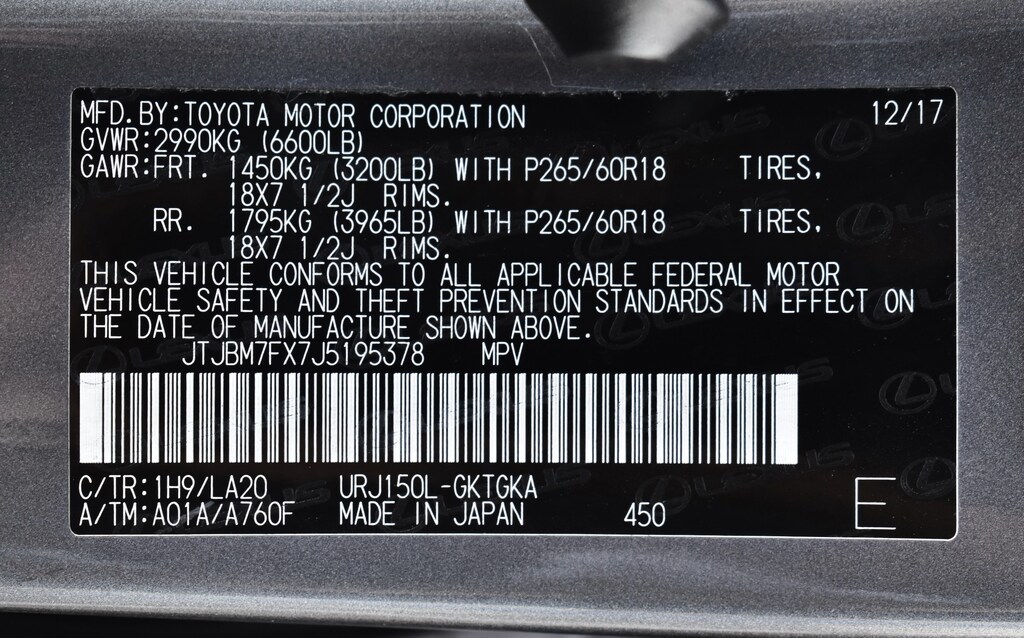 MFD. BY: TOYOTA MOTOR CORPORATION 12/17
GVWR: 2990KG (6600LB)
GAWR: FRT. 1450KG (3200LB) WITH P265/60R18 TIRES,
18X7 1/2J RIMS.
RR. 1795KG (3965LB) WITH P265/60R18 TIRES,
18X7 1/2J RIMS.
THIS VEHICLE CONFORMS TO ALL APPLICABLE FEDERAL MOTOR
VEHICLE SAFETY AND THEFT PREVENTION STANDARDS IN EFFECT ON
THE DATE OF MANUFACTURE SHOWN ABOVE.
JTJBM7FX7J5195378 MPV
C/TR: 1H9/LA20 URJ150L-GKTGKA
A/TM: A01A/A760F MADE IN JAPAN 450 E